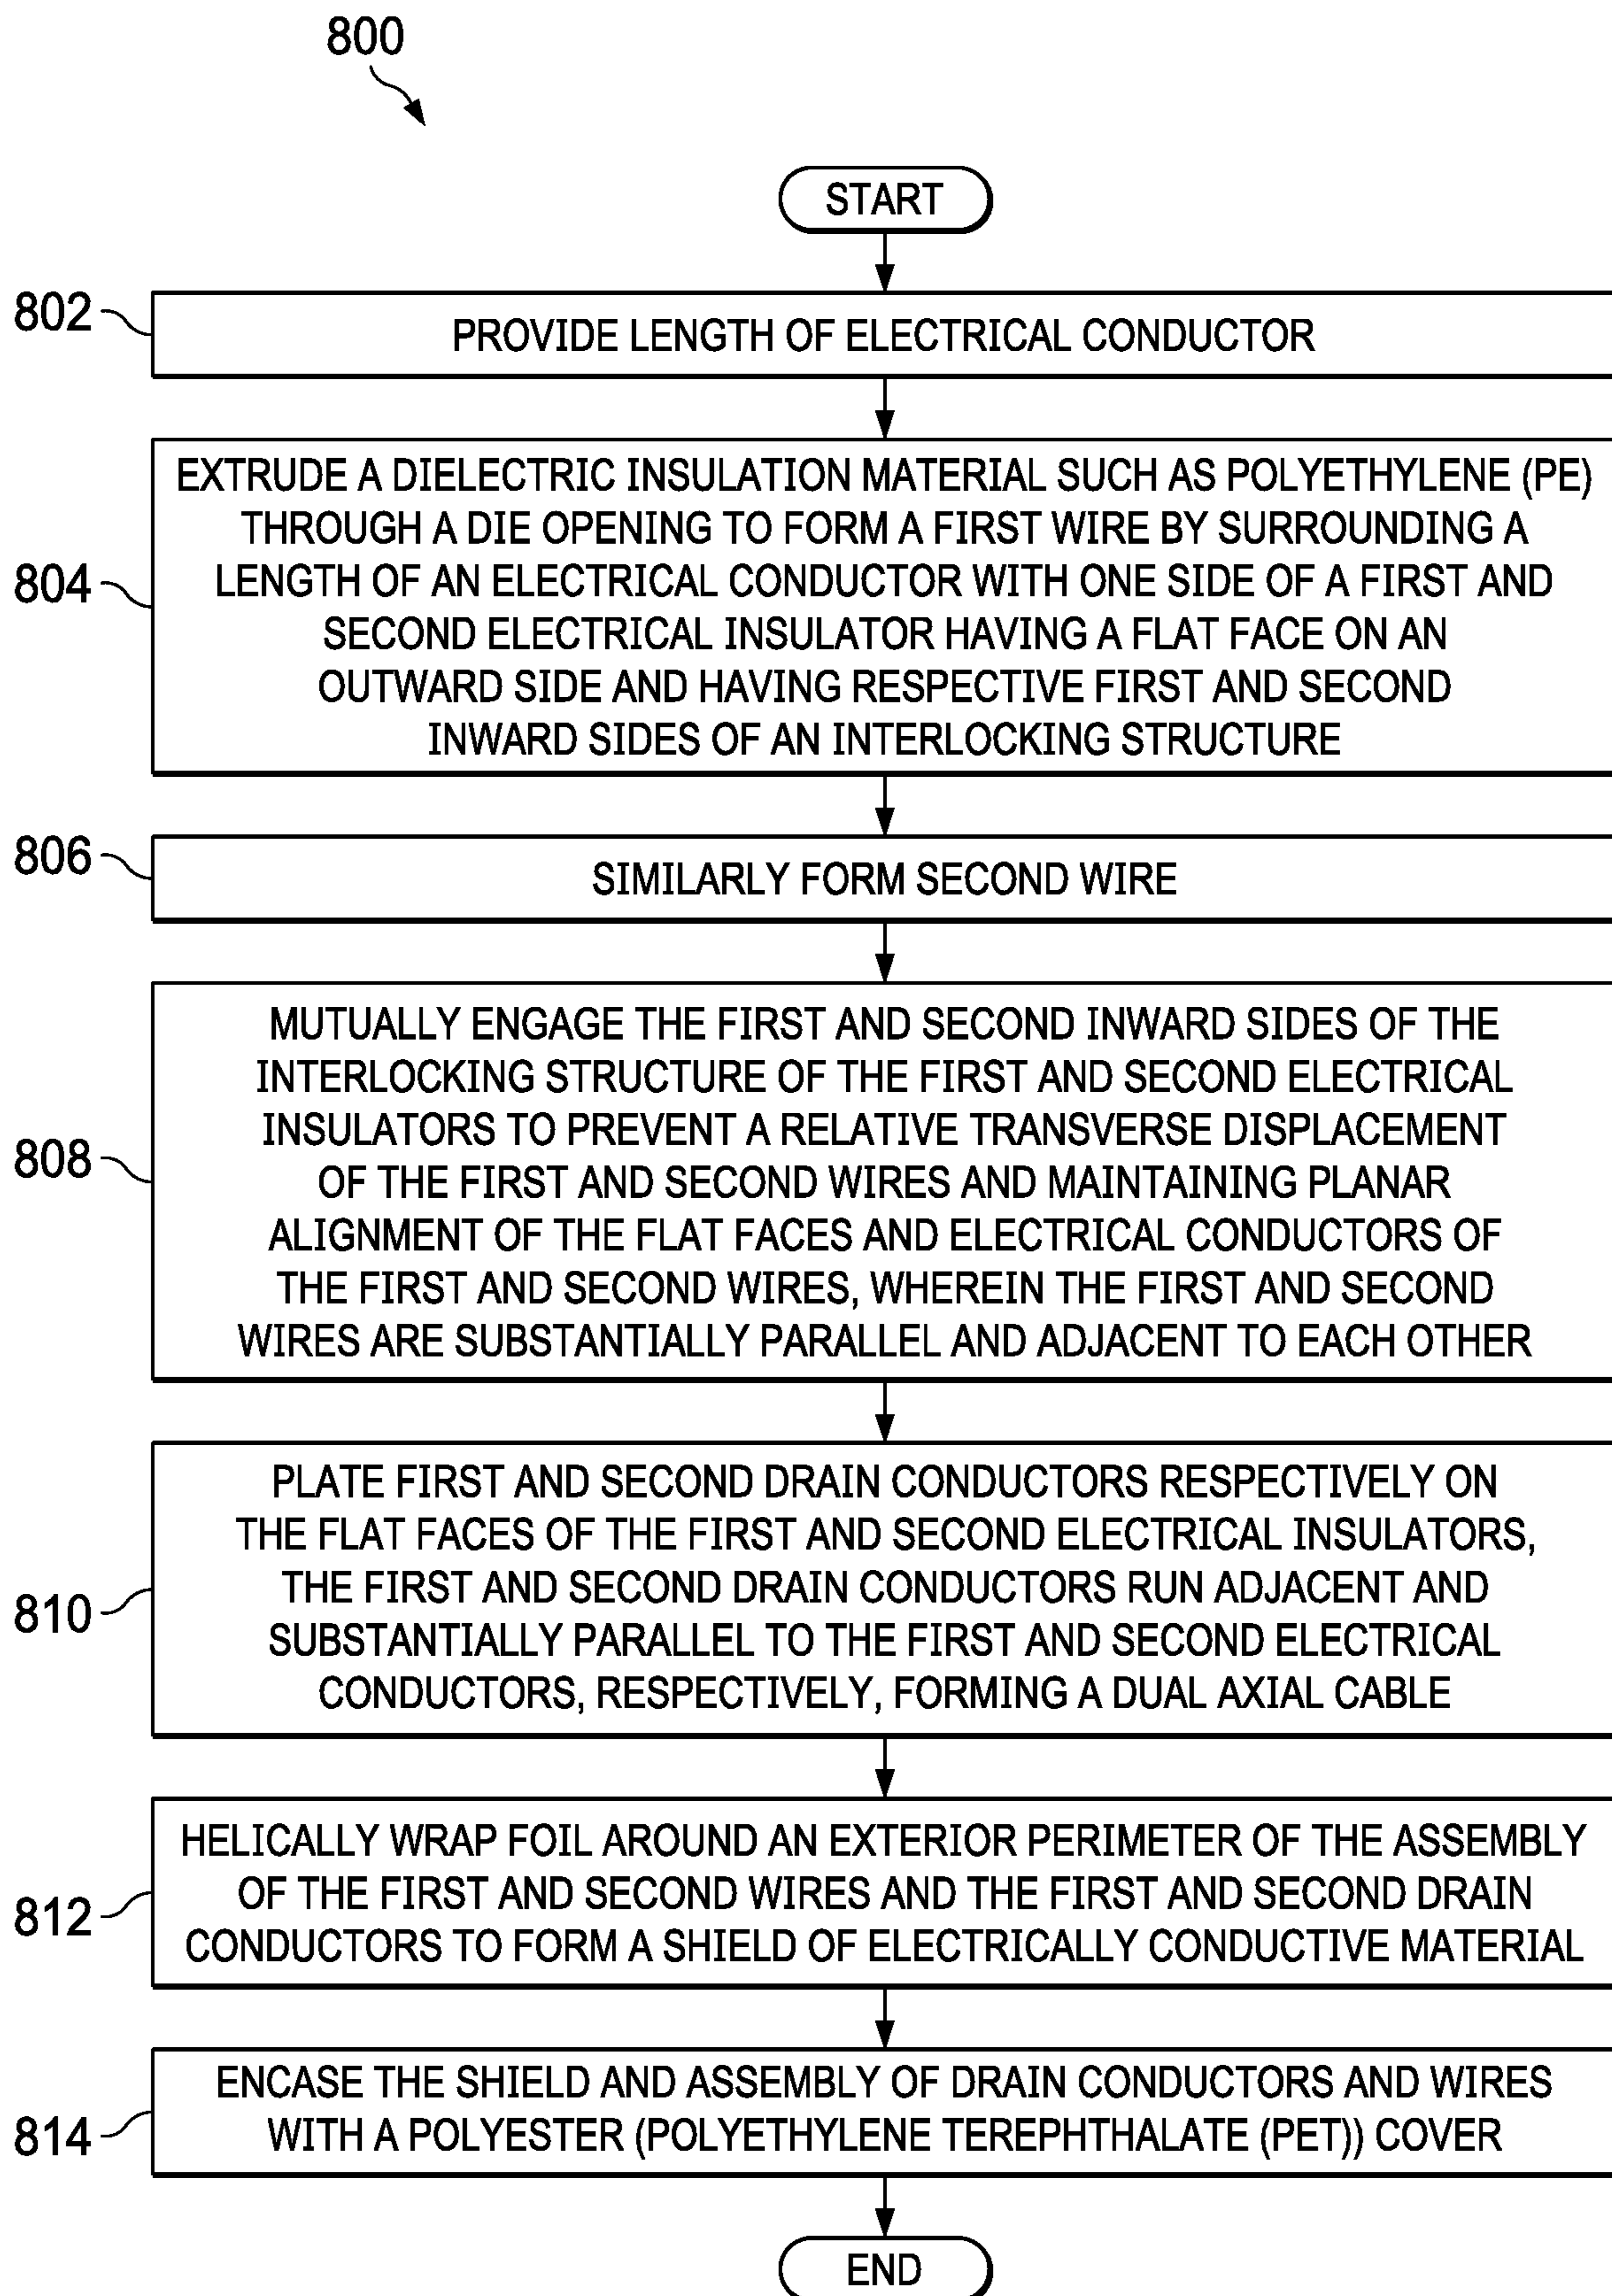 800
START
802
PROVIDE LENGTH OF ELECTRICAL CONDUCTOR
804
EXTRUDE A DIELECTRIC INSULATION MATERIAL SUCH AS POLYETHYLENE (PE)
THROUGH A DIE OPENING TO FORM A FIRST WIRE BY SURROUNDING A
LENGTH OF AN ELECTRICAL CONDUCTOR WITH ONE SIDE OF A FIRST AND
SECOND ELECTRICAL INSULATOR HAVING A FLAT FACE ON AN
OUTWARD SIDE AND HAVING RESPECTIVE FIRST AND SECOND
INWARD SIDES OF AN INTERLOCKING STRUCTURE
806
SIMILARLY FORM SECOND WIRE
808
MUTUALLY ENGAGE THE FIRST AND SECOND INWARD SIDES OF THE
INTERLOCKING STRUCTURE OF THE FIRST AND SECOND ELECTRICAL
INSULATORS TO PREVENT A RELATIVE TRANSVERSE DISPLACEMENT
OF THE FIRST AND SECOND WIRES AND MAINTAINING PLANAR
ALIGNMENT OF THE FLAT FACES AND ELECTRICAL CONDUCTORS OF
THE FIRST AND SECOND WIRES, WHEREIN THE FIRST AND SECOND
WIRES ARE SUBSTANTIALLY PARALLEL AND ADJACENT TO EACH OTHER
810
PLATE FIRST AND SECOND DRAIN CONDUCTORS RESPECTIVELY ON
THE FLAT FACES OF THE FIRST AND SECOND ELECTRICAL INSULATORS,
THE FIRST AND SECOND DRAIN CONDUCTORS RUN ADJACENT AND
SUBSTANTIALLY PARALLEL TO THE FIRST AND SECOND ELECTRICAL
CONDUCTORS, RESPECTIVELY, FORMING A DUAL AXIAL CABLE
812
HELICALLY WRAP FOIL AROUND AN EXTERIOR PERIMETER OF THE ASSEMBLY
OF THE FIRST AND SECOND WIRES AND THE FIRST AND SECOND DRAIN
CONDUCTORS TO FORM A SHIELD OF ELECTRICALLY CONDUCTIVE MATERIAL
814
ENCASE THE SHIELD AND ASSEMBLY OF DRAIN CONDUCTORS AND WIRES
WITH A POLYESTER (POLYETHYLENE TEREPHTHALATE (PET)) COVER
END